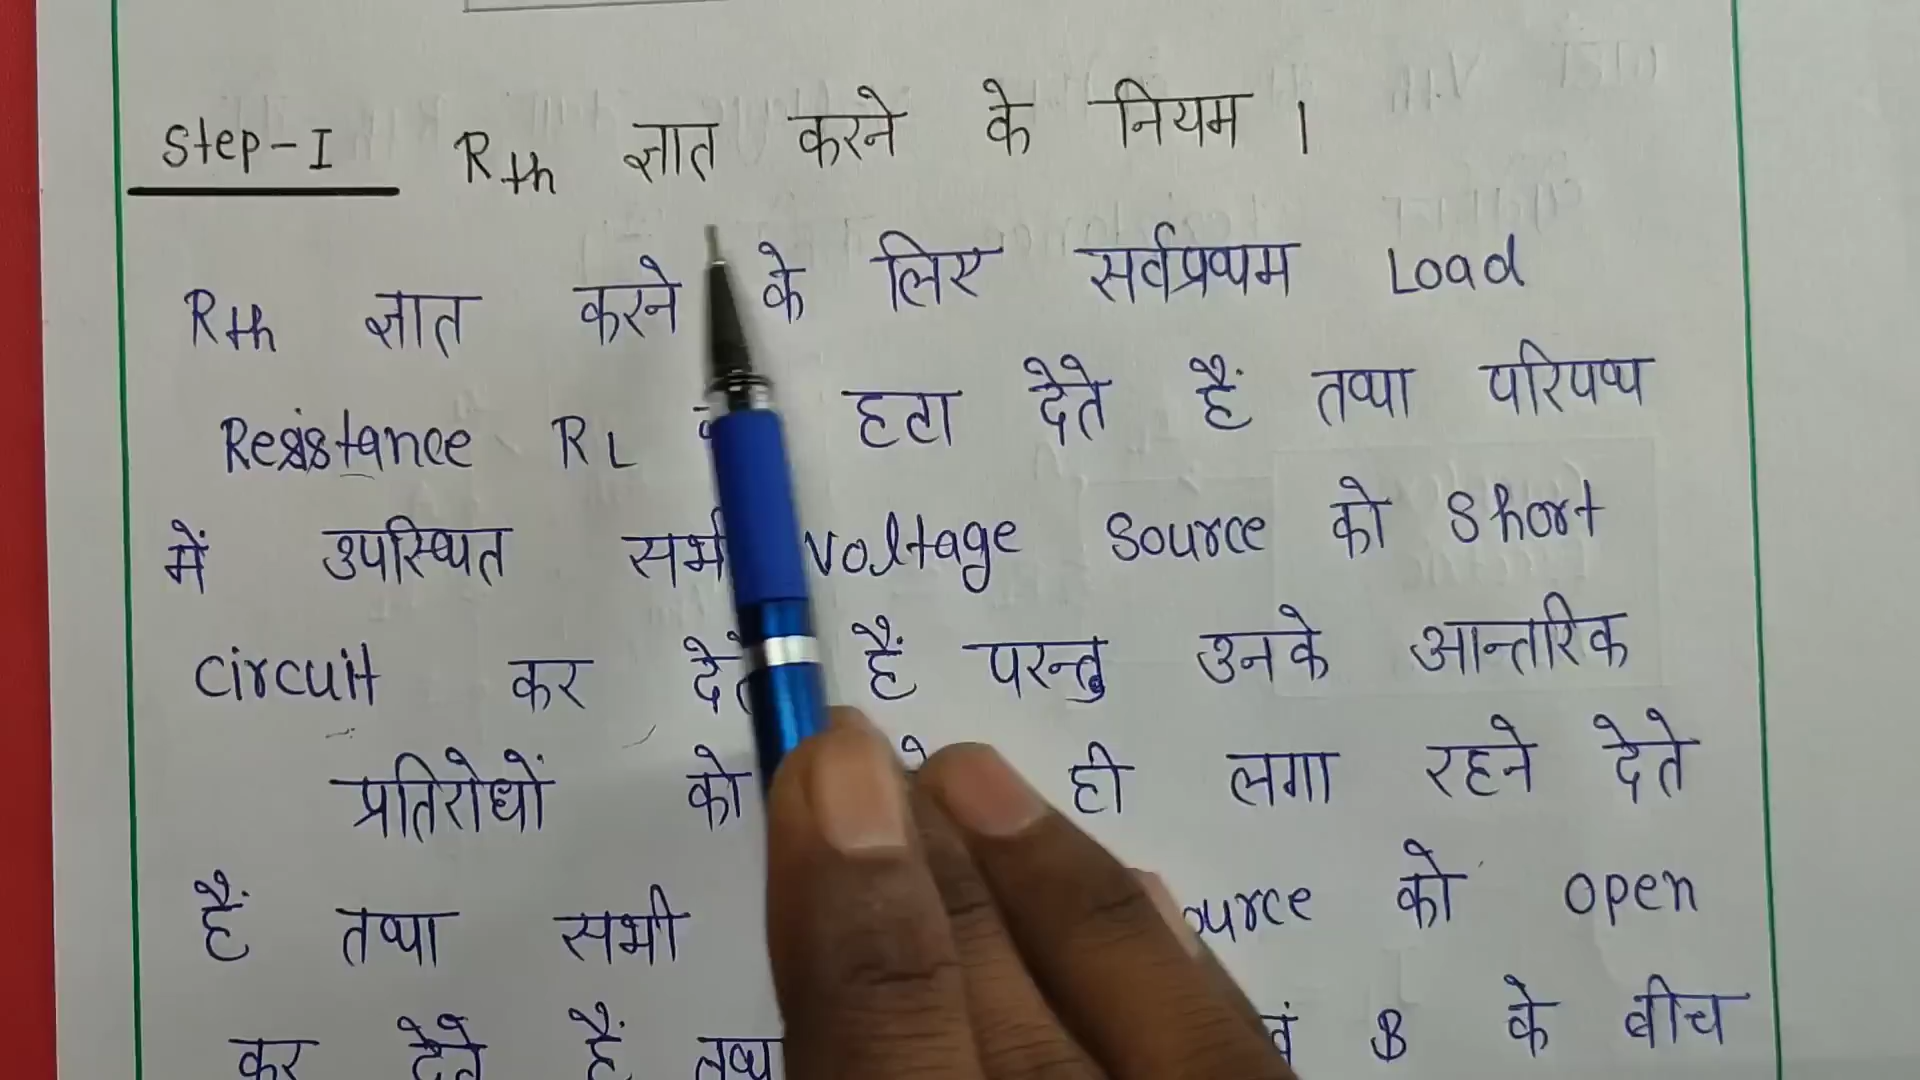 Step-I Rth ज्ञात करने के नियम ।
Rth ज्ञात करने के लिए सर्वप्रथम Load
Resistance RL हटा देते हैं तथा परिपथ
में उपस्थित सभी Voltage Source को Short
Circuit कर देते हैं परन्तु उनके आन्तरिक
प्रतिरोधों को ही लगा रहने देते
हैं तथा सभी को open
कर देते हैं B के बीच